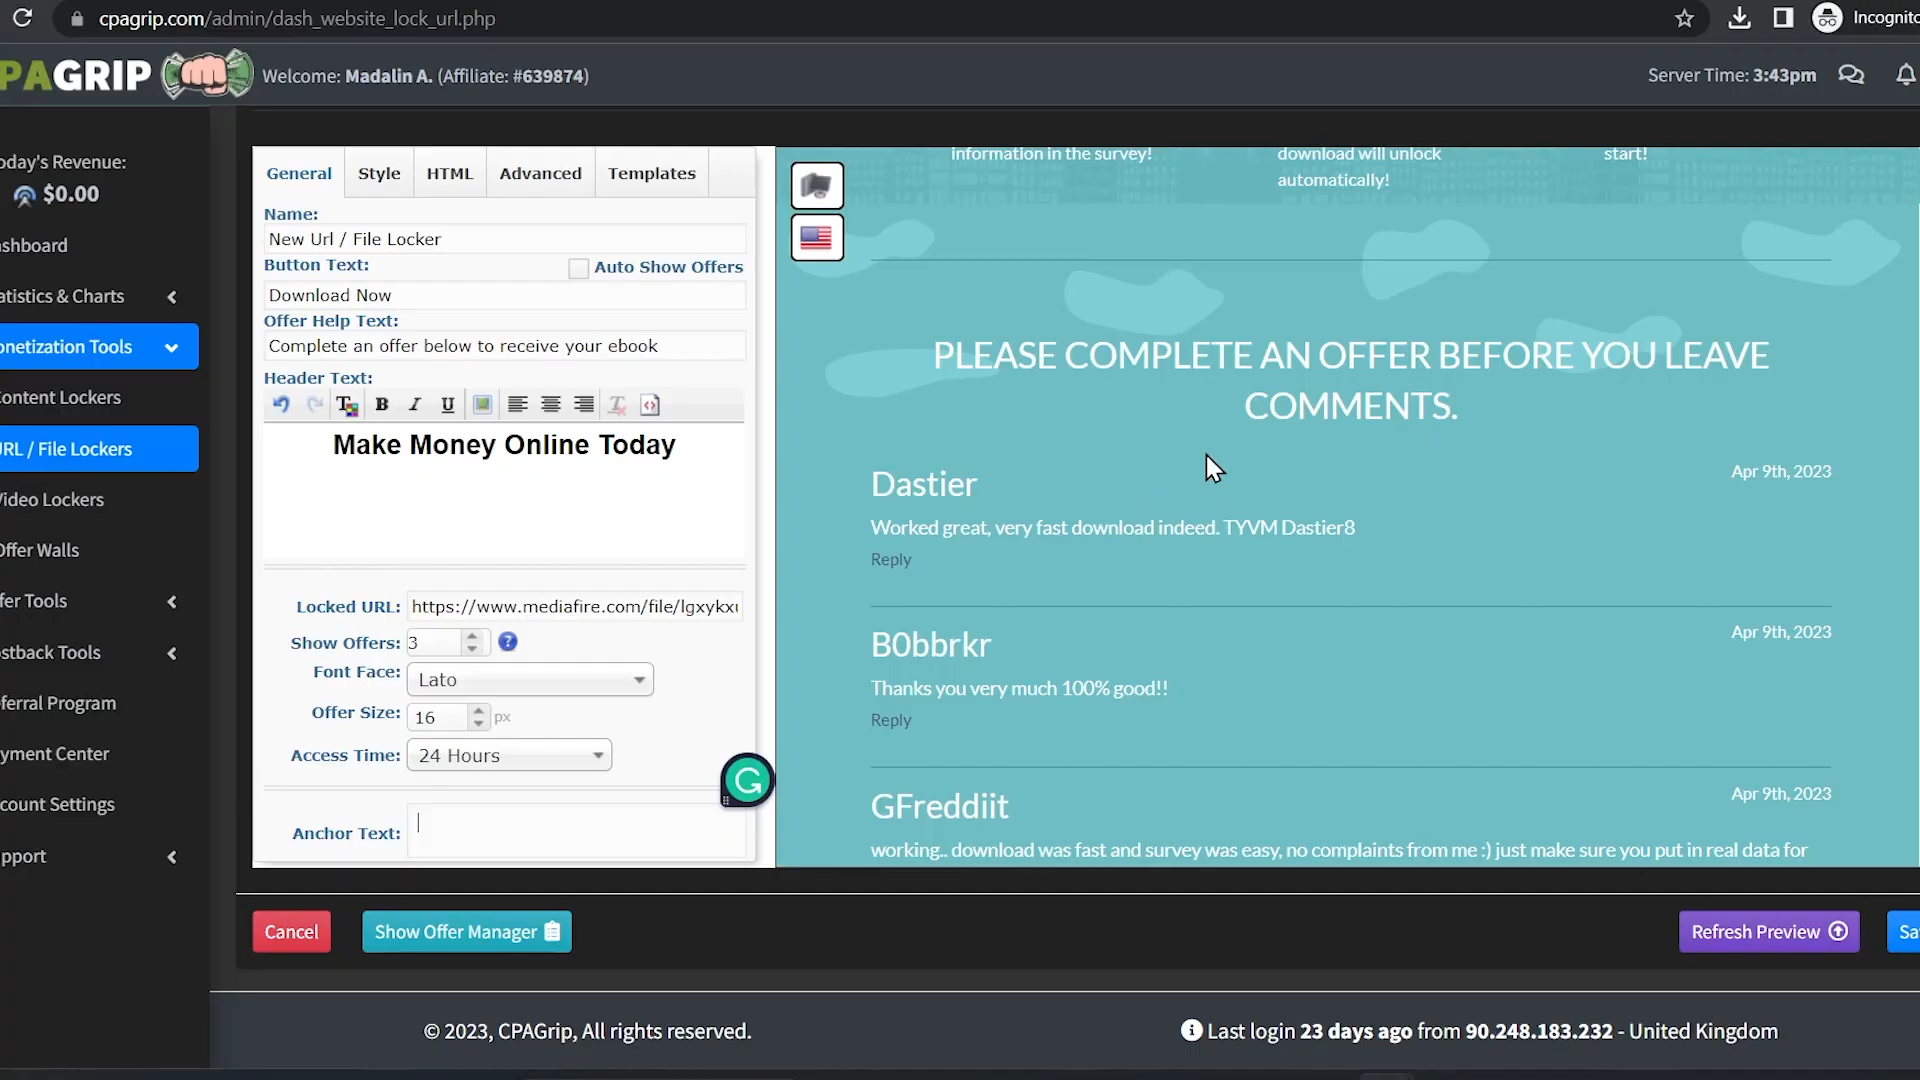 cpagrip.com/admin/dash_website_lock_url.php
Incognito
PAGRIP
Welcome: Madalin A. (Affiliate: #639874)
Server Time: 3:43pm
oday's Revenue:
$0.00
shboard
atistics & Charts
onetization Tools
ontent Lockers
RL / File Lockers
ideo Lockers
Offer Walls
fer Tools
stback Tools
ferral Program
yment Center
count Settings
pport
General
Style
HTML
Advanced
Templates
Name:
New Url / File Locker
Button Text:
Auto Show Offers
Download Now
Offer Help Text:
Complete an offer below to receive your ebook
Header Text:
B I U
Make Money Online Today
Locked URL: https://www.mediafire.com/file/lgxykxu
Show Offers: 3
Font Face: Lato
Offer Size: 16 px
Access Time: 24 Hours
Anchor Text:
information in the survey!
download will unlock
automatically!
start!
PLEASE COMPLETE AN OFFER BEFORE YOU LEAVE
COMMENTS.
Dastier
Apr 9th, 2023
Worked great, very fast download indeed. TYVM Dastier8
Reply
B0bbrkr
Apr 9th, 2023
Thanks you very much 100% good!!
Reply
GFreddiit
Apr 9th, 2023
working.. download was fast and survey was easy, no complaints from me :) just make sure you put in real data for
Cancel
Show Offer Manager
Refresh Preview
Sa
© 2023, CPAGrip, All rights reserved.
Last login 23 days ago from 90.248.183.232 - United Kingdom